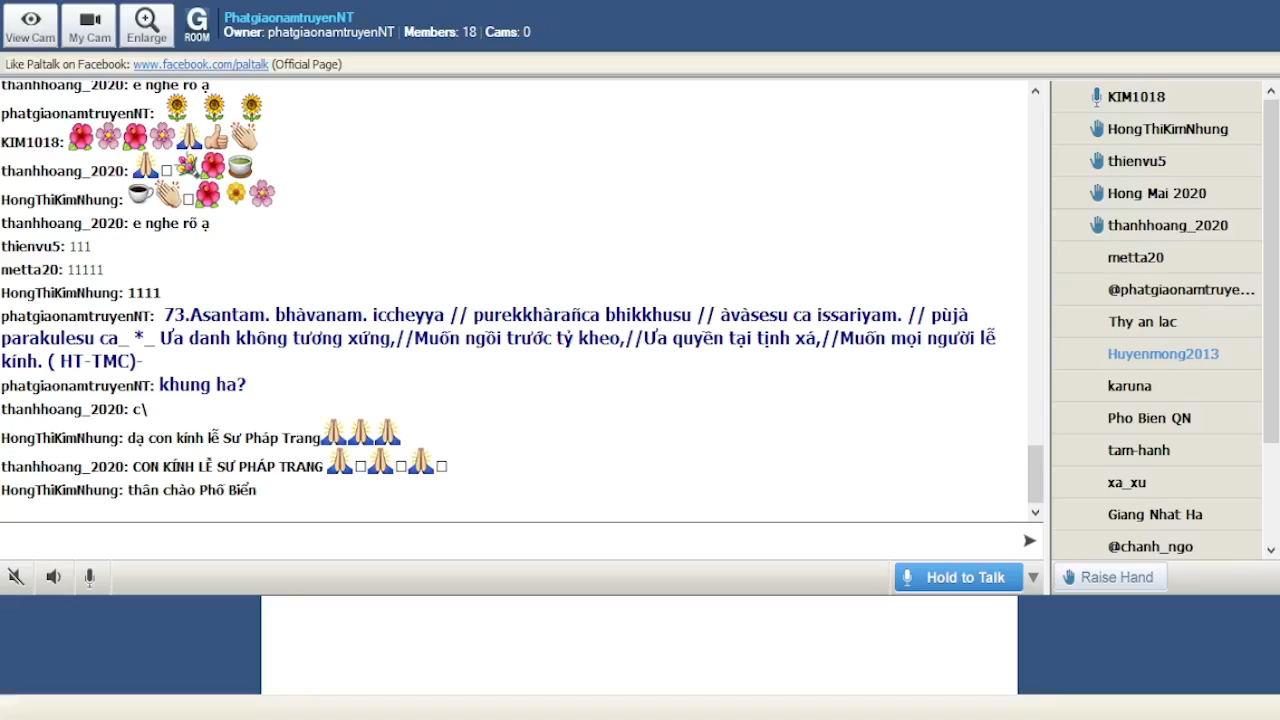 View Cam
My Cam
Enlarge
G
ROOM
PhatgiaonamtruyenNT
Owner: phatgiaonamtruyenNT | Members: 18 | Cams: 0
Like Paltalk on Facebook: www.facebook.com/paltalk (Official Page)
thanhhoang_2020: e nghe rõ ạ
phatgiaonamtruyenNT:
KIM1018:
thanhhoang_2020:
HongThiKimNhung:
thanhhoang_2020: e nghe rõ ạ
thienvu5: 111
metta20: 11111
HongThiKimNhung: 1111
phatgiaonamtruyenNT: 73.Asantam. bhàvanam. iccheyya // purekkhàrañca bhikkhusu // àvàsesu ca issariyam. // pùjà
parakulesu ca_ *_ Ưa danh không tương xứng,//Muốn ngồi trước tỷ kheo,//Ưa quyền tại tịnh xá,//Muốn mọi người lễ
kính. ( HT-TMC)-
phatgiaonamtruyenNT: khung ha?
thanhhoang_2020: c\
HongThiKimNhung: dạ con kính lễ Sư Pháp Trang
thanhhoang_2020: CON KÍNH LỄ SƯ PHÁP TRANG
HongThiKimNhung: thân chào Phố Biển
Hold to Talk
KIM1018
HongThiKimNhung
thienvu5
Hong Mai 2020
thanhhoang_2020
metta20
@phatgiaonamtruye...
Thy an lac
Huyenmong2013
karuna
Pho Bien QN
tam-hanh
xa_xu
Giang Nhat Ha
@chanh_ngo
Raise Hand